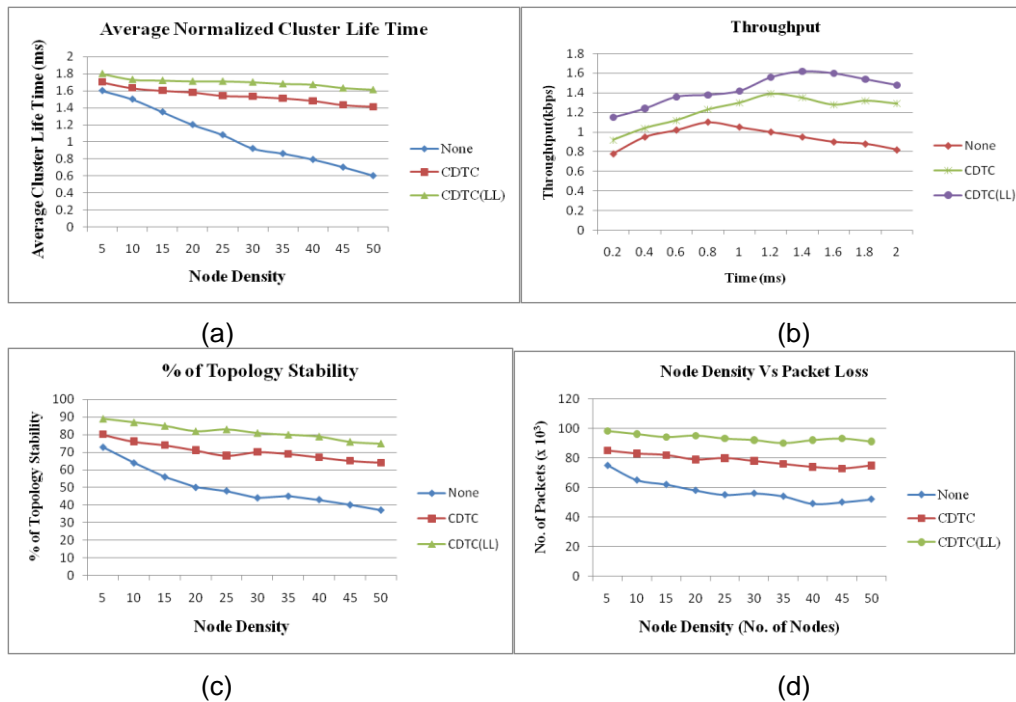 Average Normalized Cluster Life Time
Average Cluster Life Time (ms)
2
1.8
1.6
1.4
1.2
1
0.8
0.6
0.4
0.2
0
5 10 15 20 25 30 35 40 45 50
Node Density
None
CDTC
CDTC(LL)
(a)
Throughput
Throughtput(kbps)
1.8
1.6
1.4
1.2
1
0.8
0.6
0.4
0.2
0
0.2 0.4 0.6 0.8 1 1.2 1.4 1.6 1.8 2
Time (ms)
None
CDTC
CDTC(LL)
(b)
% of Topology Stability
% of Topology Stability
100
90
80
70
60
50
40
30
20
10
0
5 10 15 20 25 30 35 40 45 50
Node Density
None
CDTC
CDTC(LL)
(c)
Node Density Vs Packet Loss
No. of Packets (x 10³)
120
100
80
60
40
20
0
5 10 15 20 25 30 35 40 45 50
Node Density (No. of Nodes)
None
CDTC
CDTC(LL)
(d)